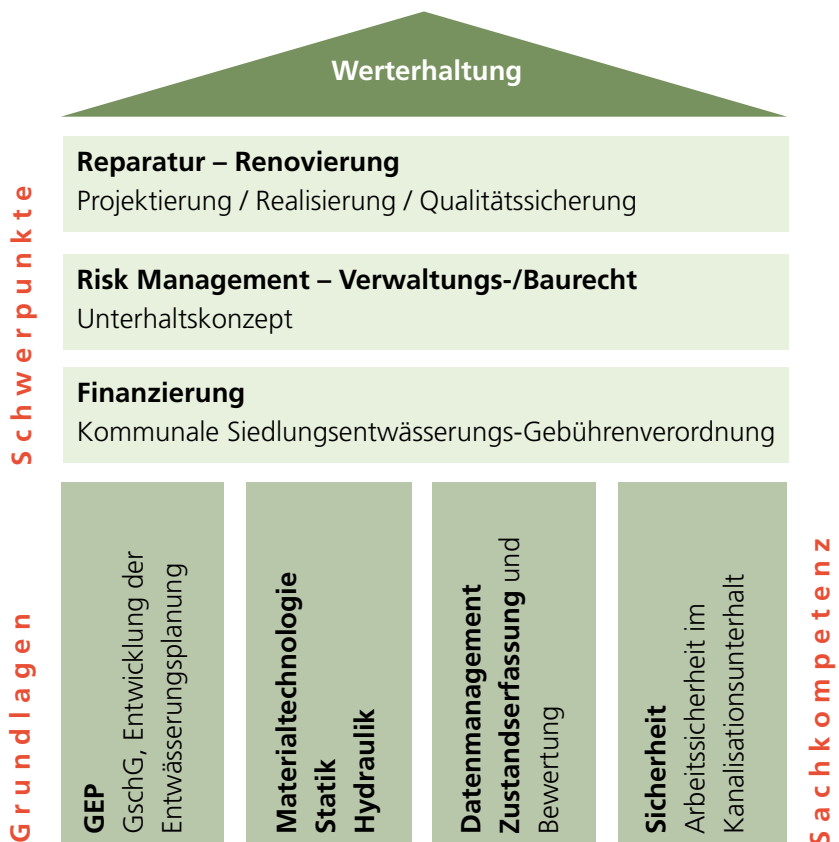 Werterhaltung
Schwerpunkte
Reparatur – Renovierung
Projektierung / Realisierung / Qualitätssicherung
Risk Management – Verwaltungs-/Baurecht
Unterhaltskonzept
Finanzierung
Kommunale Siedlungsentwässerungs-Gebührenverordnung
Grundlagen
GEP
GschG, Entwicklung der
Entwässerungsplanung
Materialtechnologie
Statik
Hydraulik
Datenmanagement
Zustandserfassung und
Bewertung
Sicherheit
Arbeitssicherheit im
Kanalisationsunterhalt
Sachkompetenz